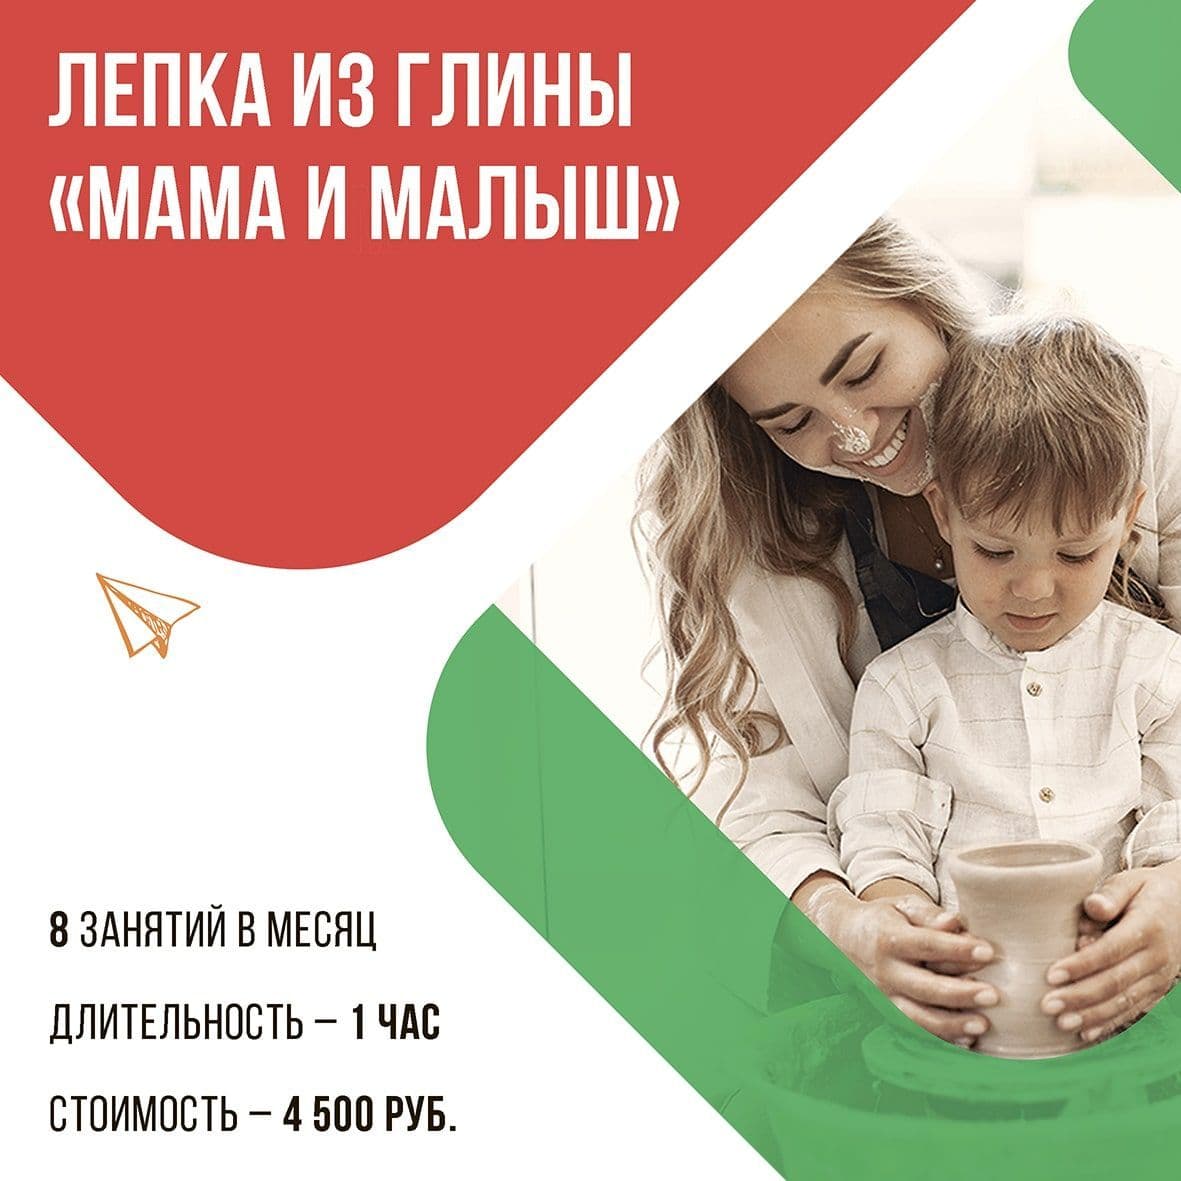 ЛЕПКА ИЗ ГЛИНЫ
«МАМА И МАЛЫШ»
8 ЗАНЯТИЙ В МЕСЯЦ
ДЛИТЕЛЬНОСТЬ – 1 ЧАС
СТОИМОСТЬ – 4 500 РУБ.